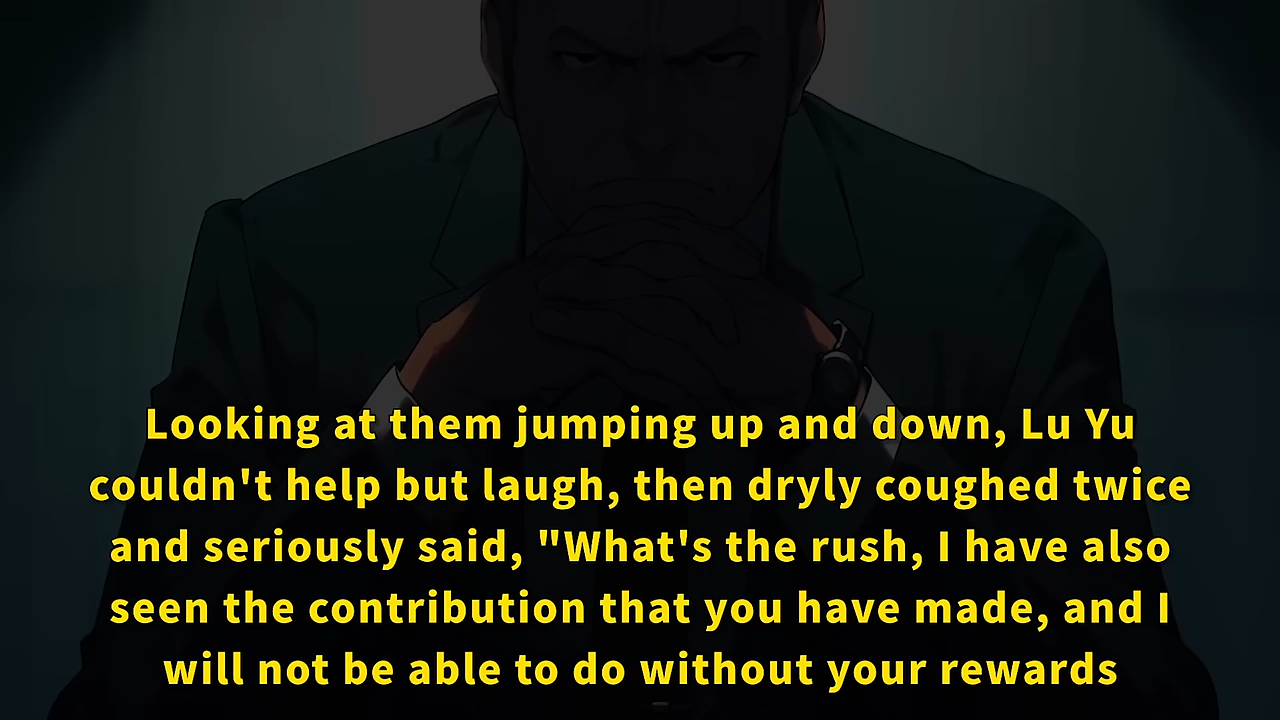 Looking at them jumping up and down, Lu Yu
couldn't help but laugh, then dryly coughed twice
and seriously said, "What's the rush, I have also
seen the contribution that you have made, and I
will not be able to do without your rewards